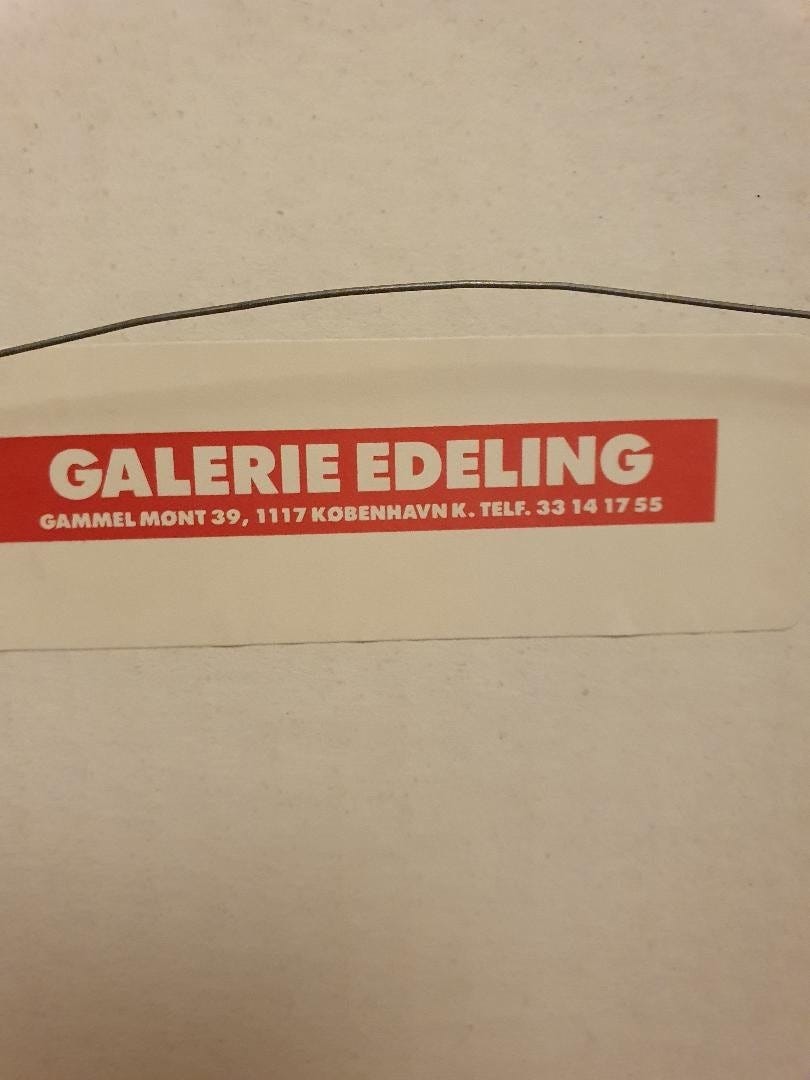 GALERIE EDELING
GAMMEL MØNT 39, 1117 KØBENHAVN K. TELF. 33 14 17 55